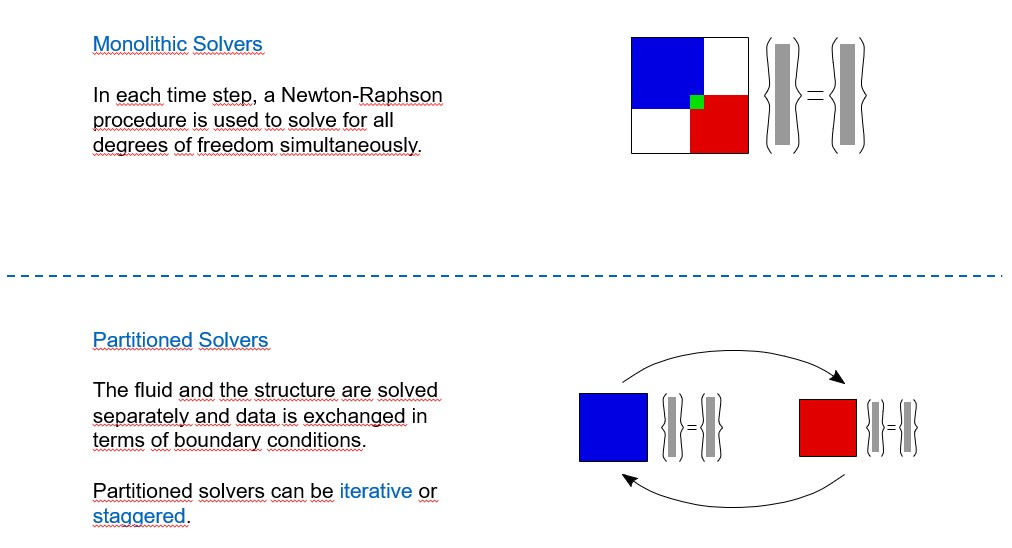 Monolithic Solvers
In each time step, a Newton-Raphson
procedure is used to solve for all
degrees of freedom simultaneously.
=
Partitioned Solvers
The fluid and the structure are solved
separately and data is exchanged in
terms of boundary conditions.
=
=
Partitioned solvers can be iterative or
staggered.